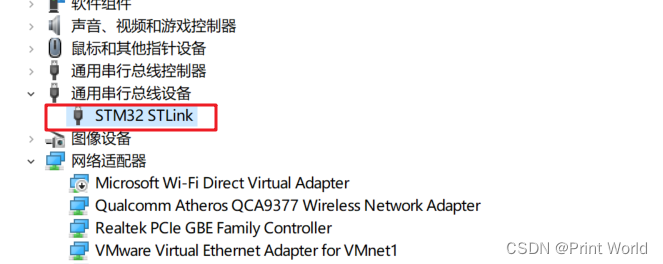 软件组件
声音、视频和游戏控制器
鼠标和其他指针设备
通用串行总线控制器
通用串行总线设备
STM32 STLink
图像设备
网络适配器
Microsoft Wi-Fi Direct Virtual Adapter
Qualcomm Atheros QCA9377 Wireless Network Adapter
Realtek PCIe GBE Family Controller
VMware Virtual Ethernet Adapter for VMnet1
CSDN @Print World